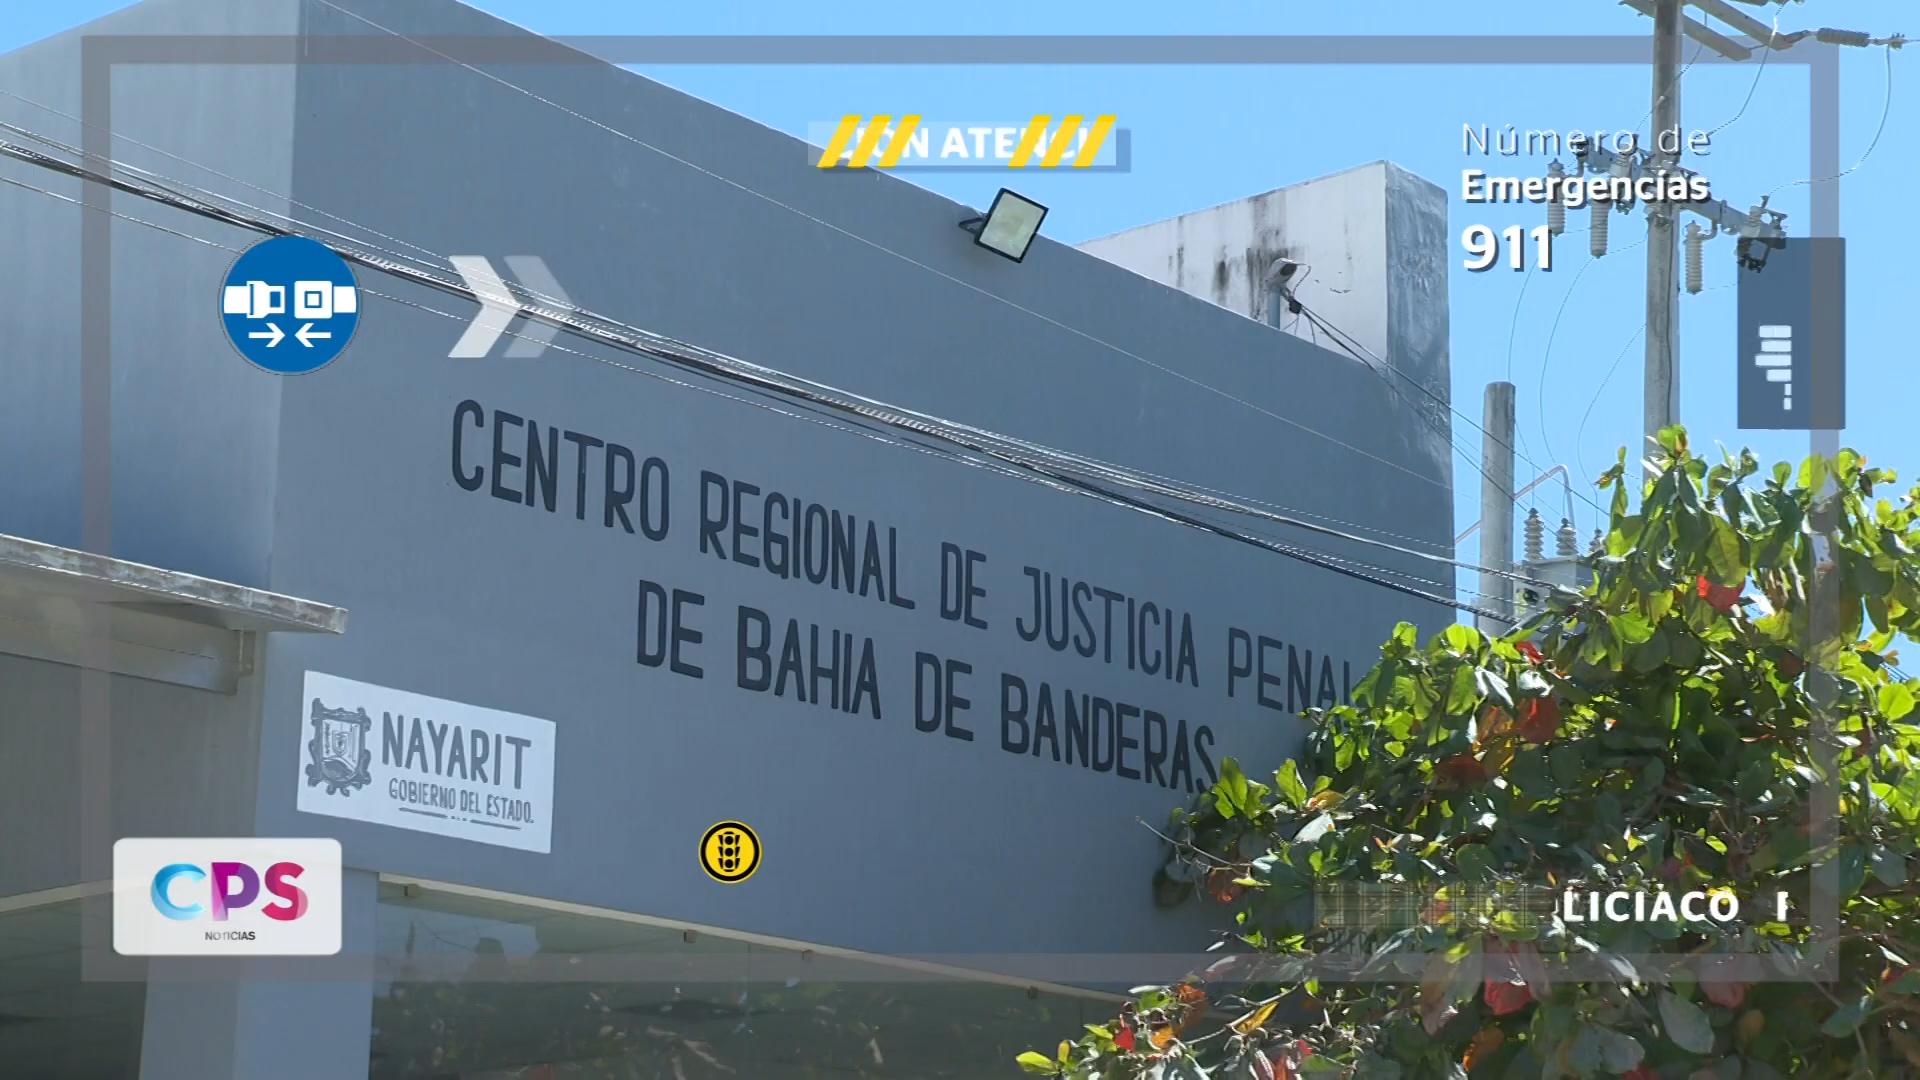 Número de
Emergencias
911
CENTRO REGIONAL DE JUSTICIA PENAL
DE BAHIA DE BANDERAS
NAYARIT
GOBIERNO DEL ESTADO.
CPS
NOTICIAS